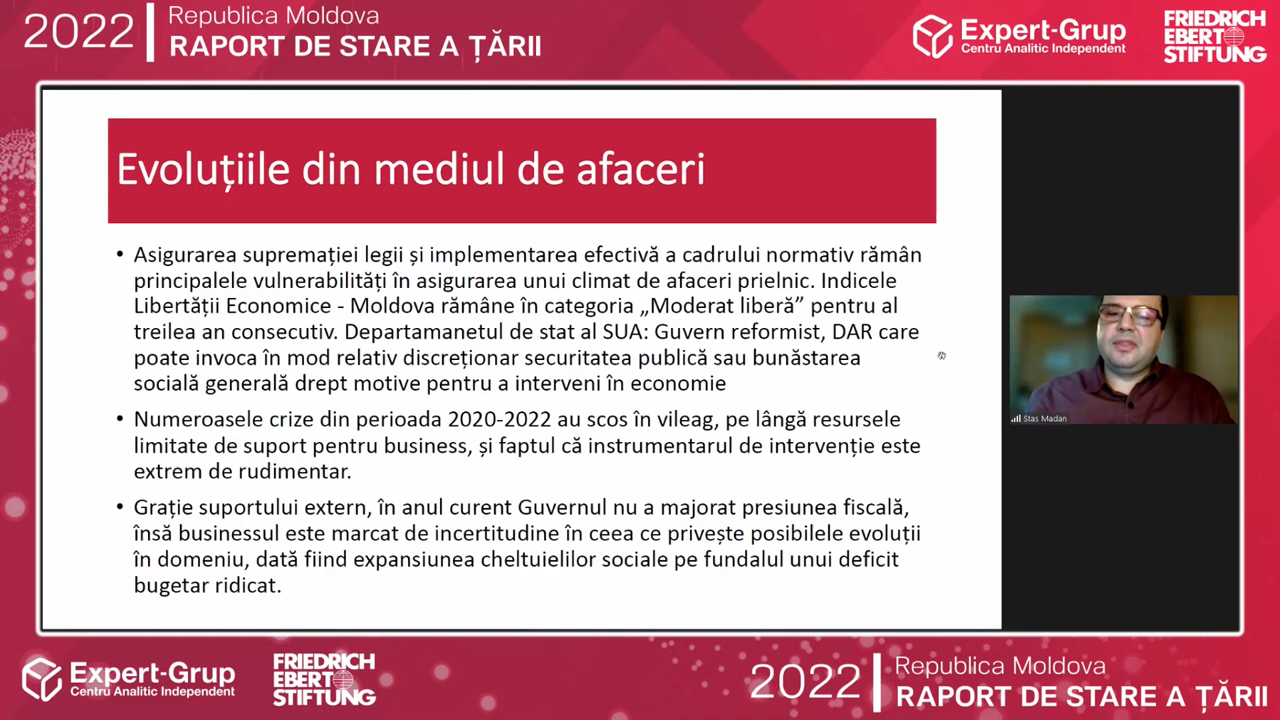 2022
Republica Moldova
RAPORT DE STARE A ȚĂRII
Expert-Grup
Centru Analitic Independent
FRIEDRICH
EBERT
STIFTUNG
Evoluțiile din mediul de afaceri
• Asigurarea supremației legii și implementarea efectivă a cadrului normativ rămân
principalele vulnerabilități în asigurarea unui climat de afaceri prielnic. Indicele
Libertății Economice - Moldova rămâne în categoria „Moderat liberă” pentru al
treilea an consecutiv. Departaananetul de stat al SUA: Guvern reformist, DAR care
poate invoca în mod relativ discreționar securitatea publică sau bunăstarea
socială generală drept motive pentru a interveni în economie
• Numeroasele crize din perioada 2020-2022 au scos în vileag, pe lângă resursele
limitate de suport pentru business, și faptul că instrumentarul de intervenție este
extrem de rudimentar.
• Grație suportului extern, în anul curent Guvernul nu a majorat presiunea fiscală,
însă businessul este marcat de incertitudine în ceea ce privește posibilele evoluții
în domeniu, dată fiind expansiunea cheltuielilor sociale pe fundalul unui deficit
bugetar ridicat.
Stas Madan
Expert-Grup
Centru Analitic Independent
FRIEDRICH
EBERT
STIFTUNG
2022
Republica Moldova
RAPORT DE STARE A ȚĂRII